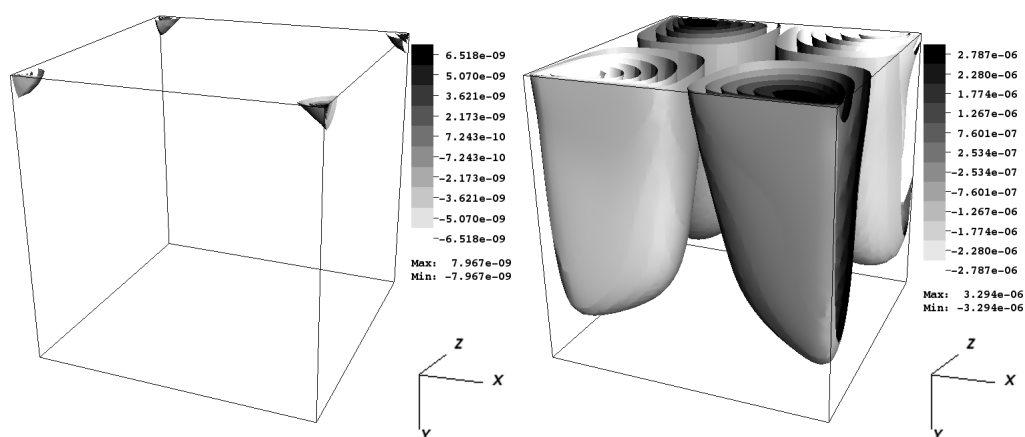 6.518e-09
5.070e-09
3.621e-09
2.173e-09
7.243e-10
-7.243e-10
-2.173e-09
-3.621e-09
-5.070e-09
-6.518e-09
Max: 7.967e-09
Min: -7.967e-09
Z
X
Y
2.787e-06
2.280e-06
1.774e-06
1.267e-06
7.601e-07
2.534e-07
-2.534e-07
-7.601e-07
-1.267e-06
-1.774e-06
-2.280e-06
-2.787e-06
Max: 3.294e-06
Min: -3.294e-06
Z
X
Y